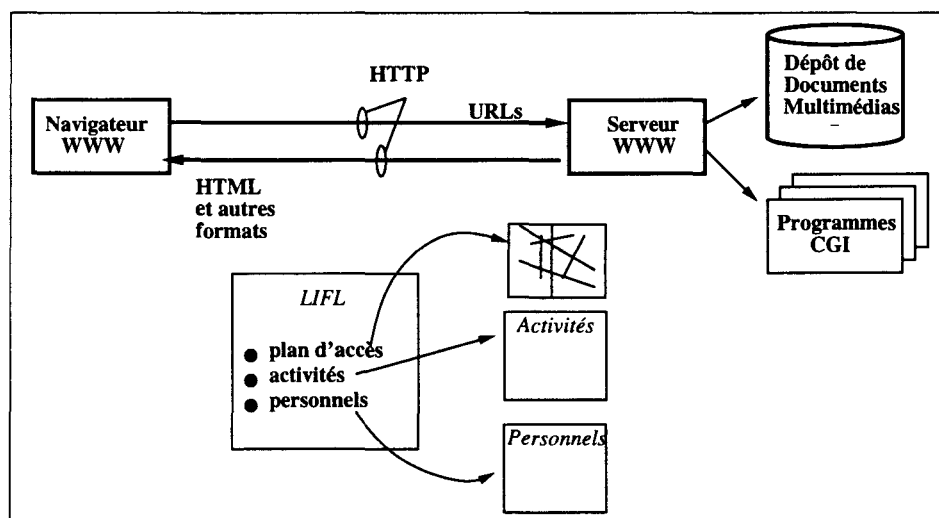 HTTP
Navigateur
WWW
URLs
Serveur
WWW
Dépôt de
Documents
Multimédias
HTML
et autres
formats
Programmes
CGI
LIFL
plan d'accès
activités
personnels
Activités
Personnels